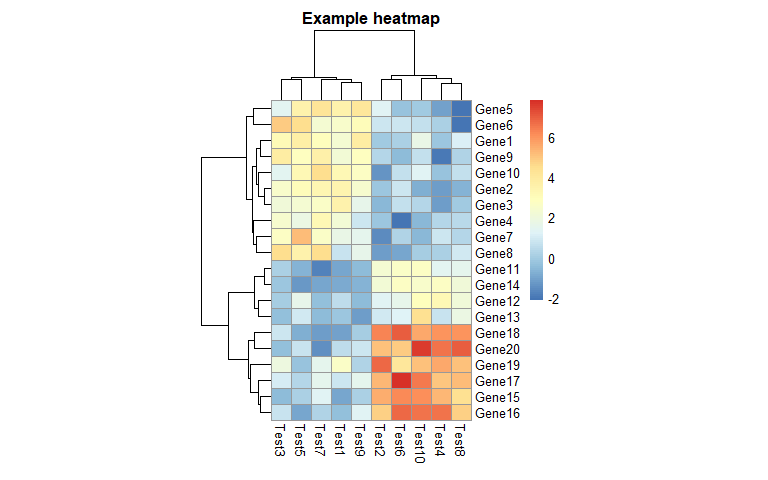 Example heatmap
Gene5
Gene6
Gene1
Gene9
Gene10
Gene2
Gene3
Gene4
Gene7
Gene8
Gene11
Gene14
Gene12
Gene13
Gene18
Gene20
Gene19
Gene17
Gene15
Gene16
6
4
2
0
-2
Test3
Test5
Test7
Test1
Test9
Test2
Test6
Test10
Test4
Test8